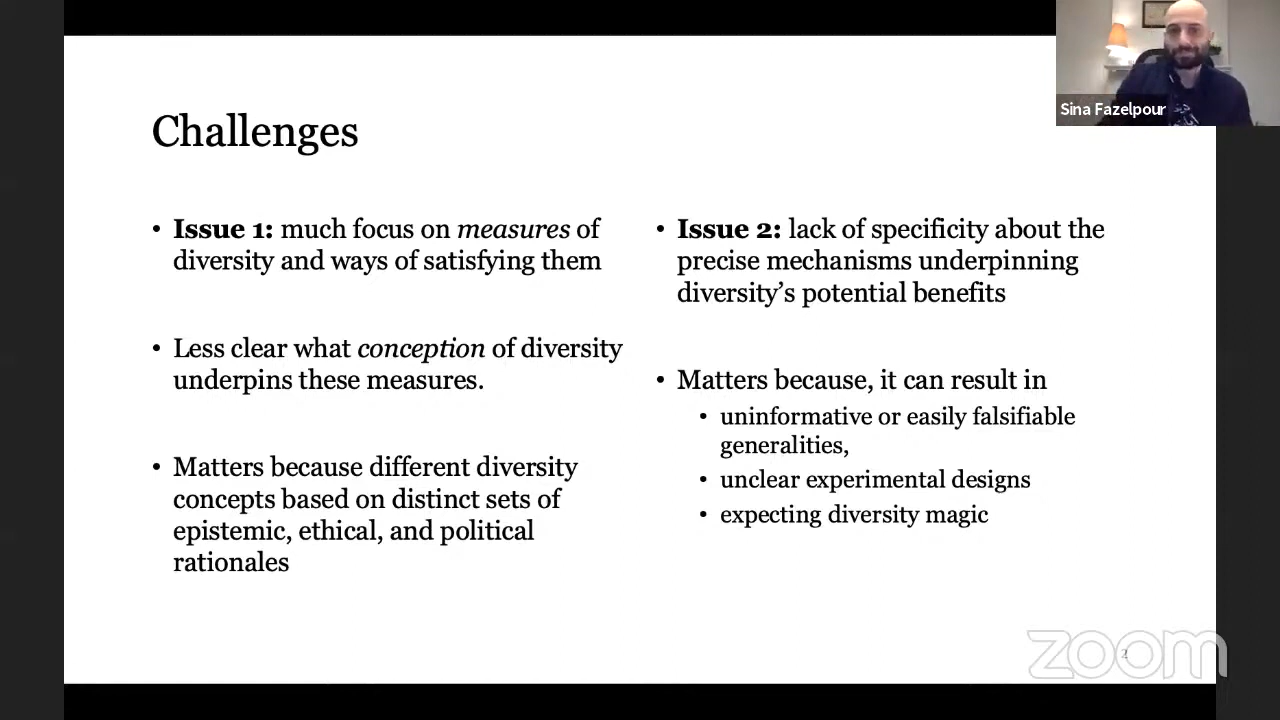 Sina Fazelpour
Challenges
• Issue 1: much focus on measures of
diversity and ways of satisfying them
• Less clear what conception of diversity
underpins these measures.
• Matters because different diversity
concepts based on distinct sets of
epistemic, ethical, and political
rationales
• Issue 2: lack of specificity about the
precise mechanisms underpinning
diversity’s potential benefits
• Matters because, it can result in
• uninformative or easily falsifiable
generalities,
• unclear experimental designs
• expecting diversity magic
2
zoom